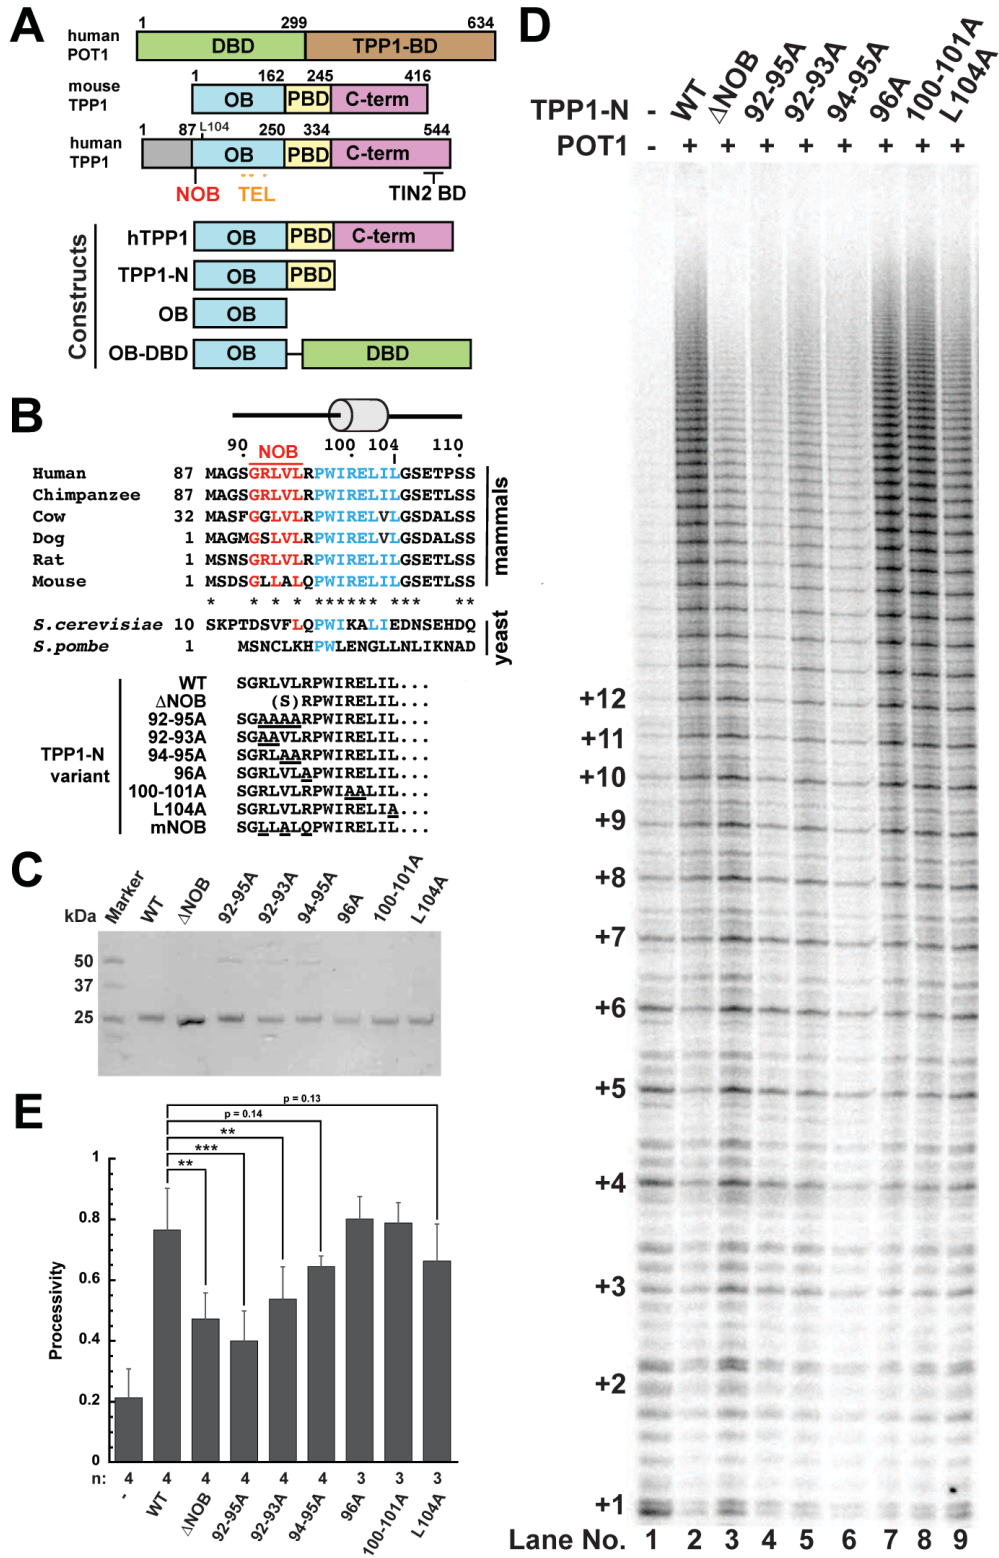 A
human POT1
1 299 634
DBD TPP1-BD
mouse TPP1
1 162 245 416
OB PBD C-term
human TPP1
1 87 L104 250 334 544
OB PBD C-term
NOB TEL TIN2 BD
Constructs
hTPP1 OB PBD C-term
TPP1-N OB PBD
OB OB
OB-DBD OB DBD
B
90 NOB 100 104 110
Human 87 MAGSGRLVLRPWIRELILGSETPSS
Chimpanzee 87 MAGSGRLVLRPWIRELILGSETPSS
Cow 32 MASFGGLVLRPWIRELVLGSDALSS
Dog 1 MAGMGSLVLRPWIRELVLGSDALSS
Rat 1 MSNSGRLVLRPWIRELILGSETLSS
Mouse 1 MSDSGLLALQPWIRELILGSETLSS
mammals
* * * * ****** *** **
S.cerevisiae 10 SKPTDSVFLQPWIKALIEDNSEHDQ
S.pombe 1 MSNCLKHPWLENGLLNLIKNAD
yeast
TPP1-N variant
WT SGRLVLRPWIRELIL...
ΔNOB (S)RPWIRELIL...
92-95A SGAAAARPWIRELIL...
92-93A SGAAVLRPWIRELIL...
94-95A SGRLAARPWIRELIL...
96A SGRLVLAPWIRELIL...
100-101A SGRLVLRPWIAALIL...
L104A SGRLVLRPWIRELIA...
mNOB SGLLALQPWIRELIL...
C
kDa Marker WT ΔNOB 92-95A 92-93A 94-95A 96A 100-101A L104A
50
37
25
D
TPP1-N - WT ΔNOB 92-95A 92-93A 94-95A 96A 100-101A L104A
POT1 - + + + + + + + +
+12
+11
+10
+9
+8
+7
+6
+5
+4
+3
+2
+1
Lane No. 1 2 3 4 5 6 7 8 9
E
p = 0.13
p = 0.14
**
***
**
Processivity
1
0.8
0.6
0.4
0.2
0
n: 4 4 4 4 4 4 3 3 3
- WT ΔNOB 92-95A 92-93A 94-95A 96A 100-101A L104A